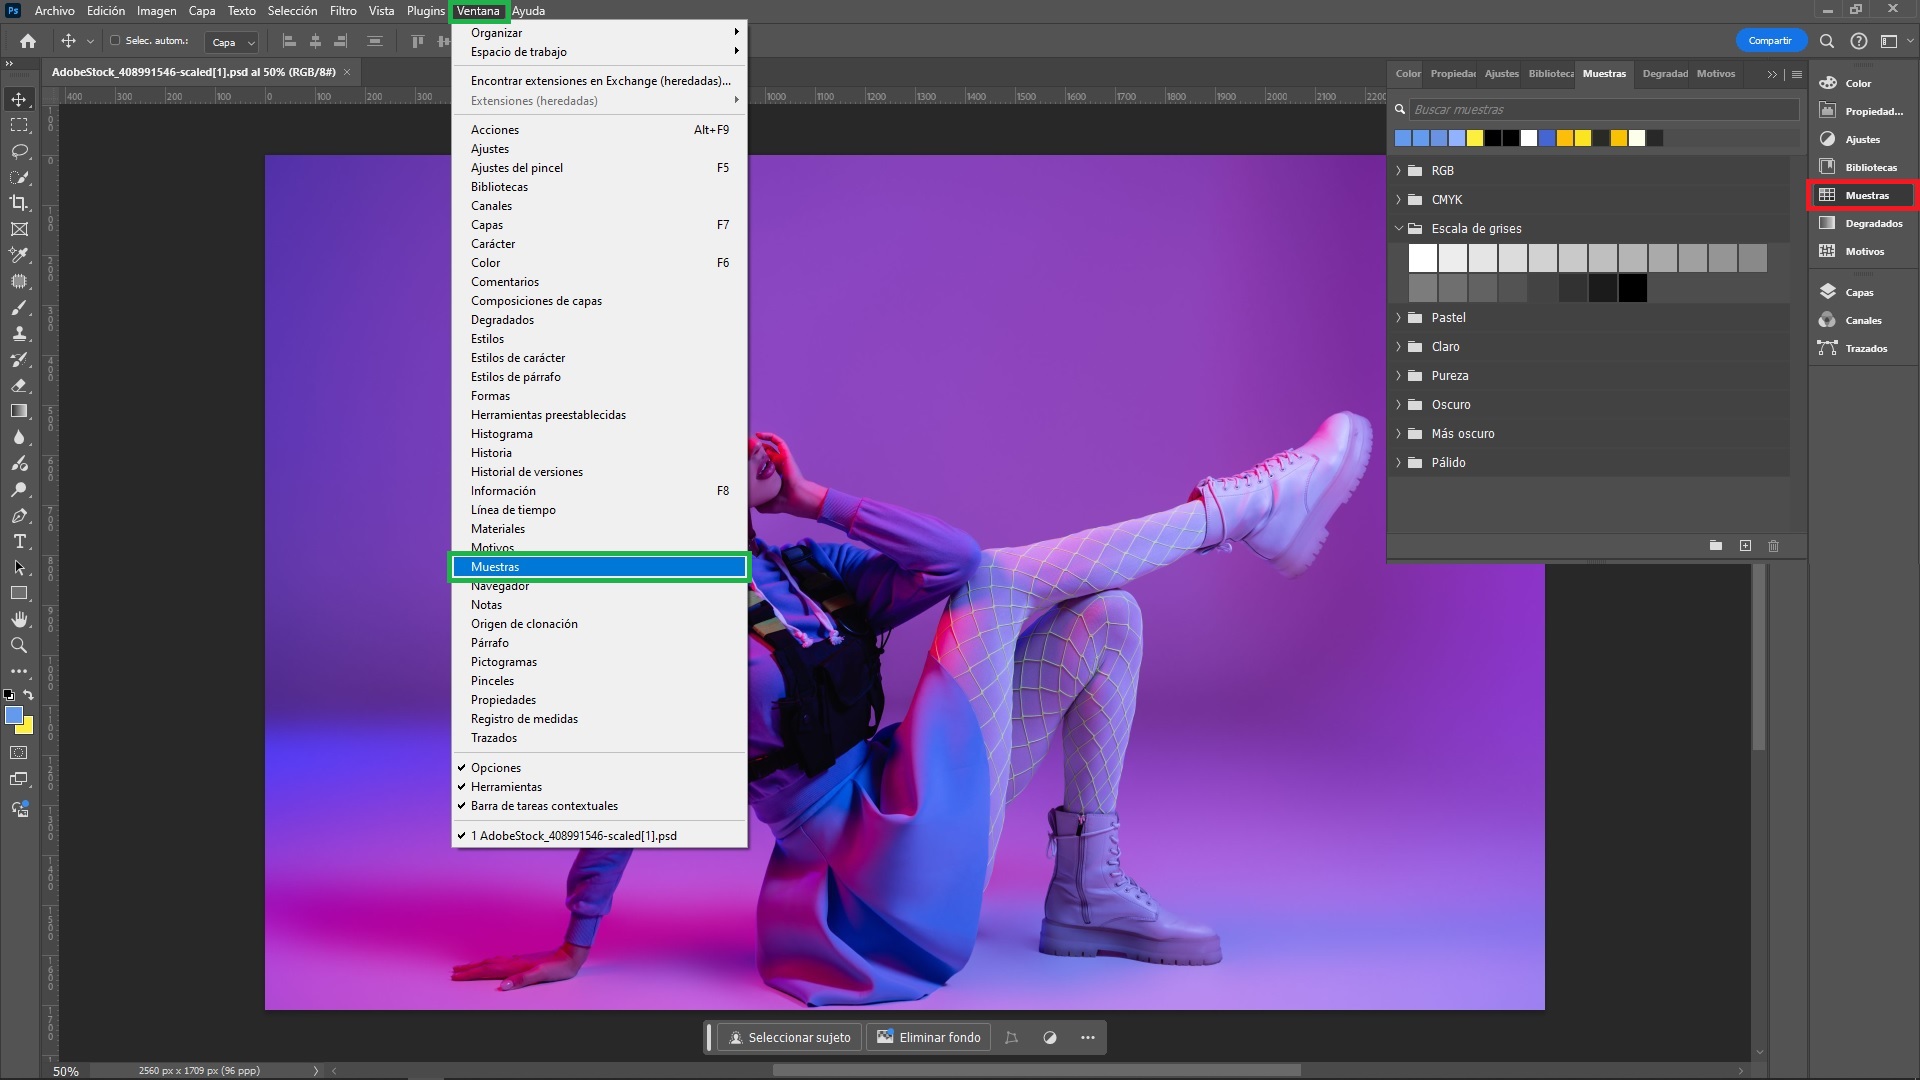 Ps
Archivo Edición Imagen Capa Texto Selección Filtro Vista Plugins Ventana Ayuda
Selec. autom.: Capa
Compartir
AdobeStock_408991546-scaled[1].psd al 50% (RGB/8#) ×
400 300 200 100 0 100 200 300
1000 1100 1200 1300 1400 1500 1600 1700 1800 1900 2000 2100 2200
Organizar
Espacio de trabajo
Encontrar extensiones en Exchange (heredadas)...
Extensiones (heredadas)
Acciones Alt+F9
Ajustes
Ajustes del pincel F5
Bibliotecas
Canales
Capas F7
Carácter
Color F6
Comentarios
Composiciones de capas
Degradados
Estilos
Estilos de carácter
Estilos de párrafo
Formas
Herramientas preestablecidas
Histograma
Historia
Historial de versiones
Información F8
Línea de tiempo
Materiales
Motivos
Muestras
Navegador
Notas
Origen de clonación
Párrafo
Pictogramas
Pinceles
Propiedades
Registro de medidas
Trazados
Opciones
Herramientas
Barra de tareas contextuales
1 AdobeStock_408991546-scaled[1].psd
Color Propiedad Ajustes Biblioteca Muestras Degradad Motivos
Buscar muestras
RGB
CMYK
Escala de grises
Pastel
Claro
Pureza
Oscuro
Más oscuro
Pálido
Color
Propiedad...
Ajustes
Bibliotecas
Muestras
Degradados
Motivos
Capas
Canales
Trazados
Seleccionar sujeto
Eliminar fondo
50% 2560 px x 1709 px (96 ppp)